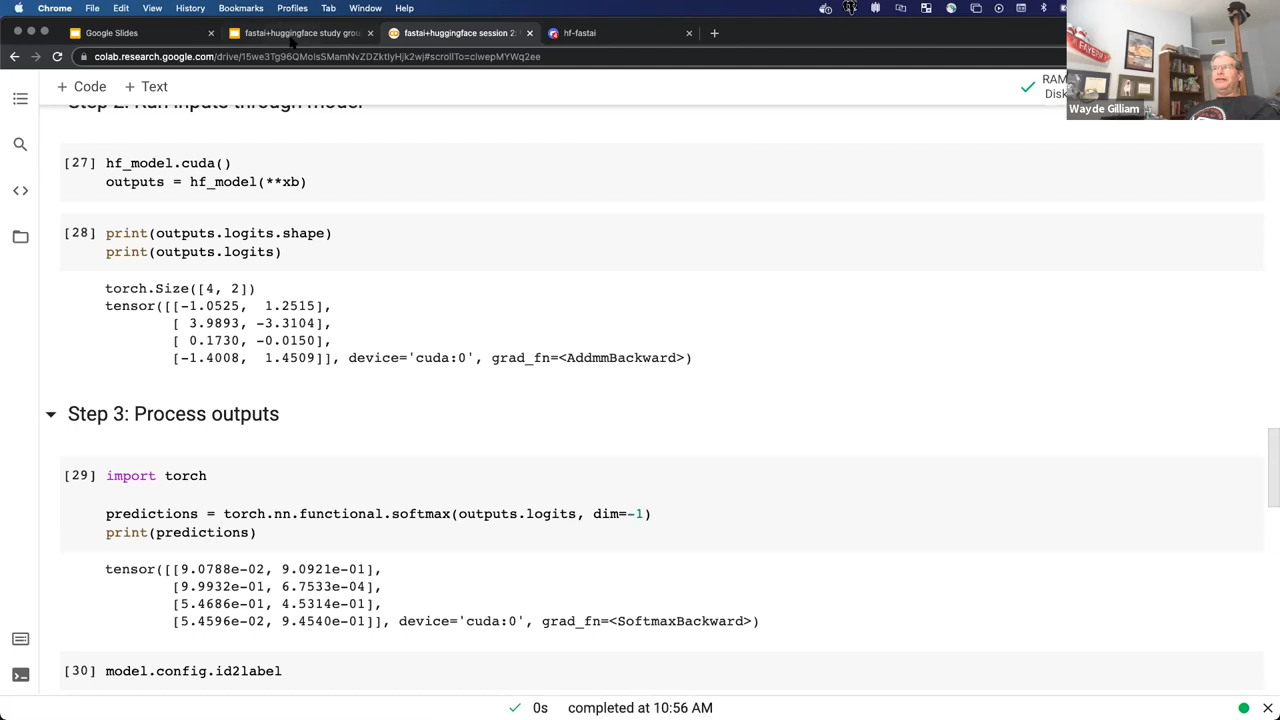 Chrome File Edit View History Bookmarks Profiles Tab Window Help
Google Slides
fastai+huggingface study grou
fastai+huggingface session 2:
hf-fastai
colab.research.google.com/drive/15we3Tg96QMoIsSMamNvZDZktIyHjk2wj#scrollTo=clwepMYWq2ee
+ Code + Text
RAM
Disk
Wayde Gilliam
Step 2: Run inputs through model
[27] hf_model.cuda()
outputs = hf_model(**xb)
[28] print(outputs.logits.shape)
print(outputs.logits)
torch.Size([4, 2])
tensor([[-1.0525, 1.2515],
[ 3.9893, -3.3104],
[ 0.1730, -0.0150],
[-1.4008, 1.4509]], device='cuda:0', grad_fn=<AddmmBackward>)
Step 3: Process outputs
[29] import torch
predictions = torch.nn.functional.softmax(outputs.logits, dim=-1)
print(predictions)
tensor([[9.0788e-02, 9.0921e-01],
[9.9932e-01, 6.7533e-04],
[5.4686e-01, 4.5314e-01],
[5.4596e-02, 9.4540e-01]], device='cuda:0', grad_fn=<SoftmaxBackward>)
[30] model.config.id2label
0s completed at 10:56 AM